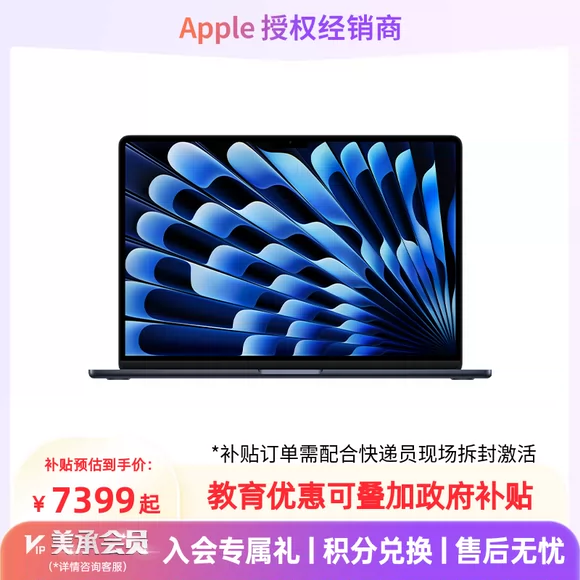 Apple 授权经销商
*补贴订单需配合快递员现场拆封激活
补贴预估到手价：
￥7399起
教育优惠可叠加政府补贴
VIP 美承会员
(*详情咨询客服)
入会专属礼 | 积分兑换 | 售后无忧